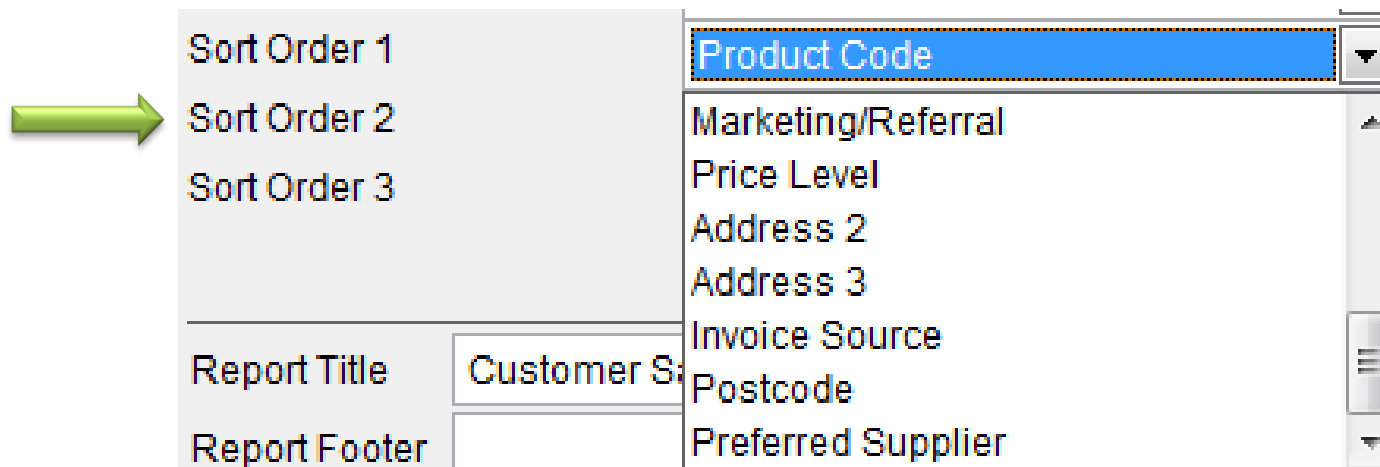 Sort Order 1
Product Code
Sort Order 2
Marketing/Referral
Price Level
Sort Order 3
Address 2
Address 3
Invoice Source
Report Title
Customer
Postcode
Report Footer
Preferred Supplier